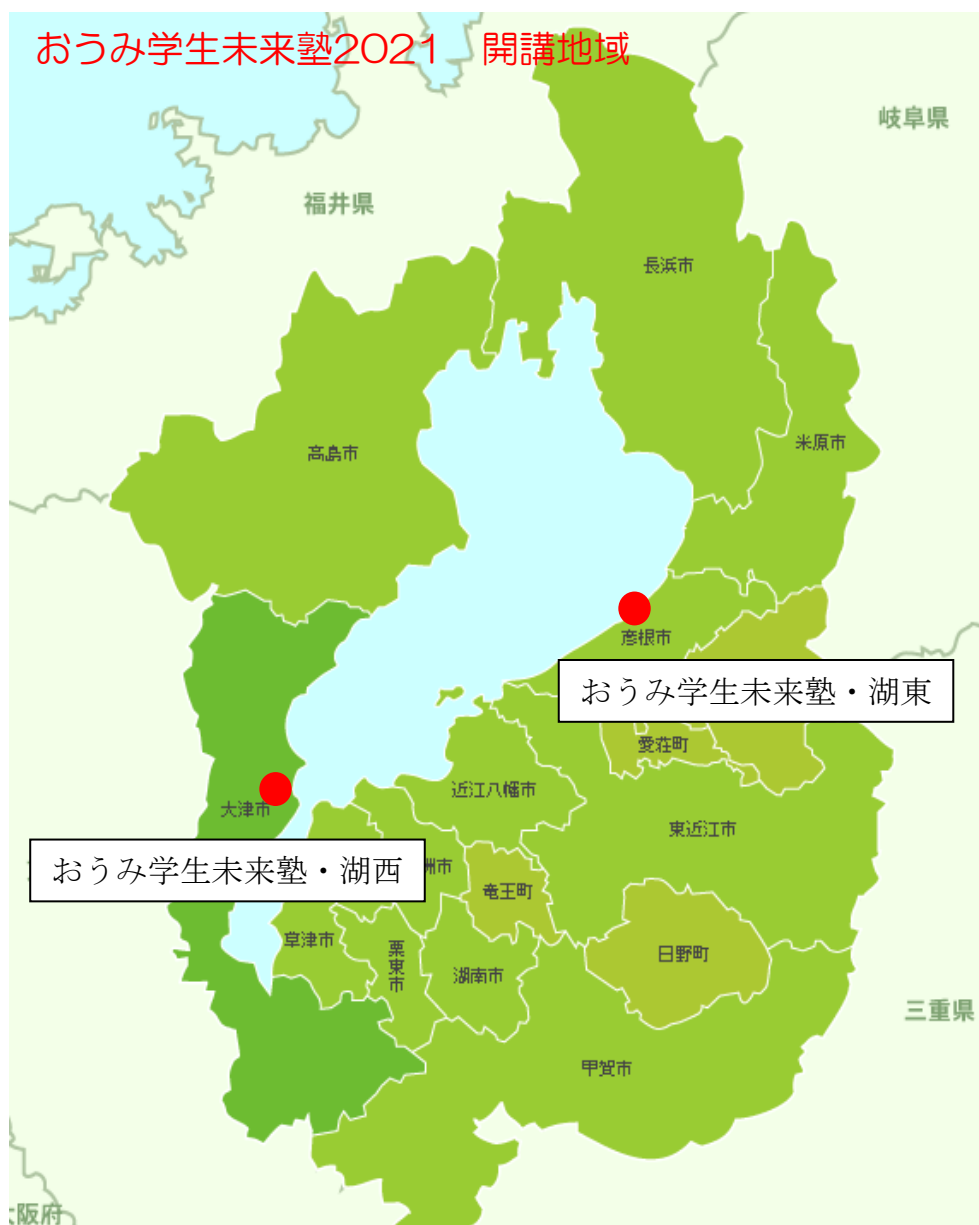 おうみ学生未来塾2021　開講地域
岐阜県
福井県
長浜市
米原市
高島市
彦根市
おうみ学生未来塾・湖東
愛荘町
近江八幡市
大津市
東近江市
おうみ学生未来塾・湖西
洲市
竜王町
草津市
栗東市
湖南市
日野町
三重県
甲賀市
阪府